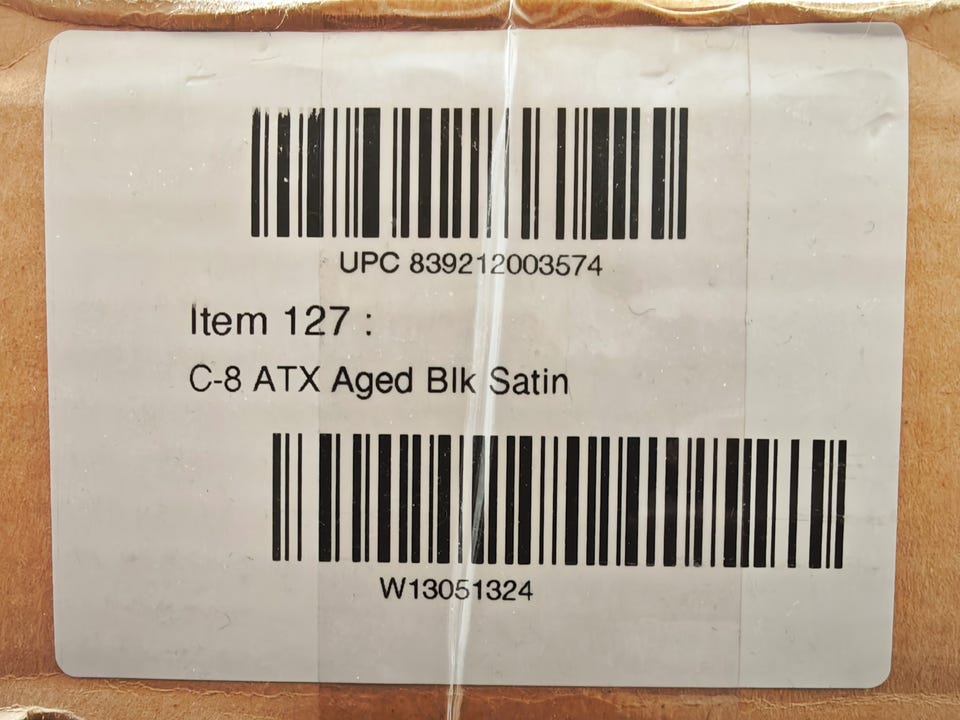 UPC 839212003574
Item 127 :
C-8 ATX Aged Blk Satin
W13051324